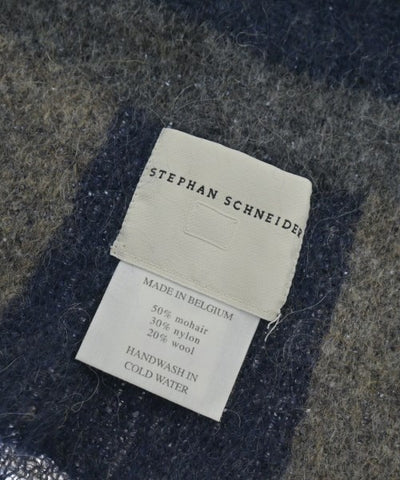 STEPHAN SCHNEIDER
MADE IN BELGIUM
50% mohair
30% nylon
20% wool
HANDWASH IN
COLD WATER